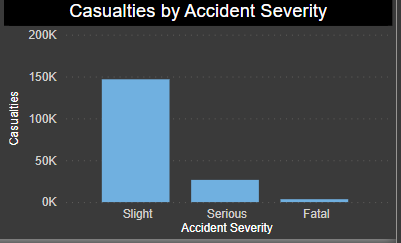 Casualties by Accident Severity
200K
150K
100K
50K
0K
Casualties
Slight Serious Fatal
Accident Severity